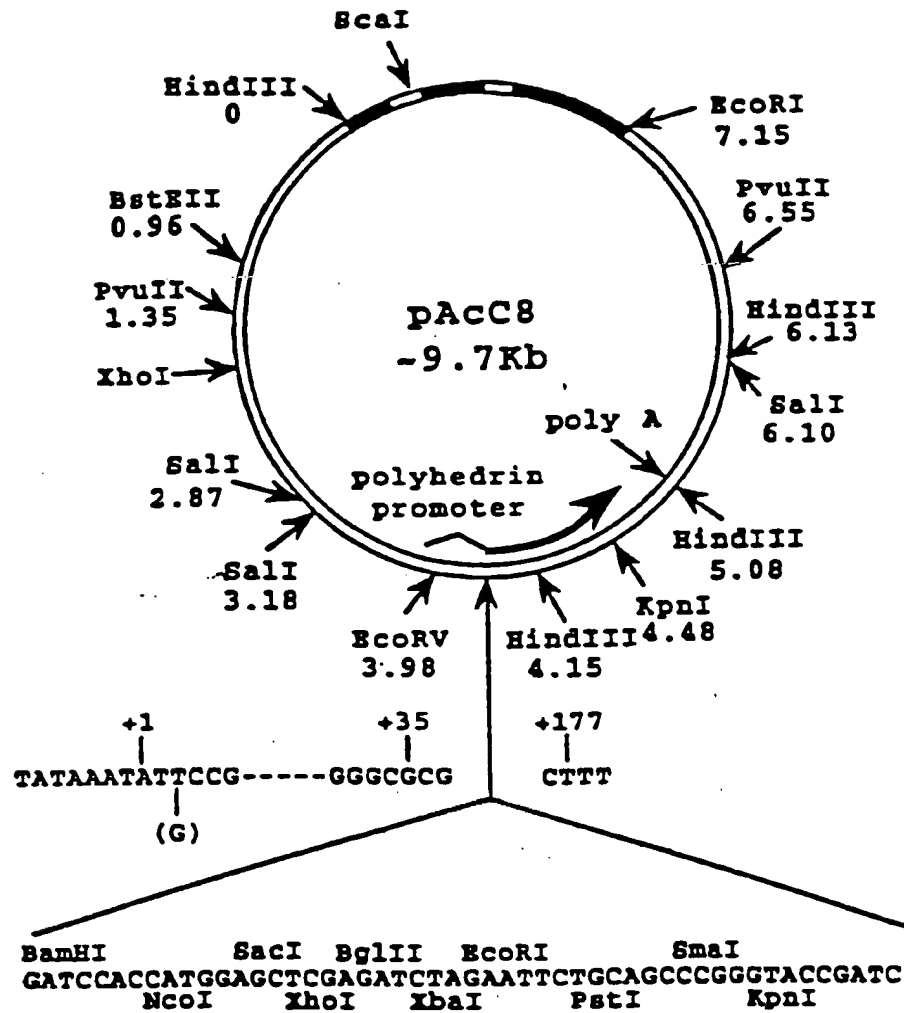 ScaI
HindIII
0
EcoRI
7.15
BstEII
0.96
PvuII
6.55
PvuII
1.35
pAcC8
~9.7Kb
HindIII
6.13
XhoI
SalI
6.10
poly A
SalI
2.87
polyhedrin
promoter
HindIII
5.08
SalI
3.18
KpnI
4.48
EcoRV
3.98
HindIII
4.15
+1 +35 +177
TATAAATATTCCG-----GGGCGCG CTTT
(G)
BamHI SacI BglII EcoRI SmaI
GATCCACCATGGAGCTCGAGATCTAGAATTCTGCAGCCCGGGTACCGATC
NcoI XhoI XbaI PstI KpnI